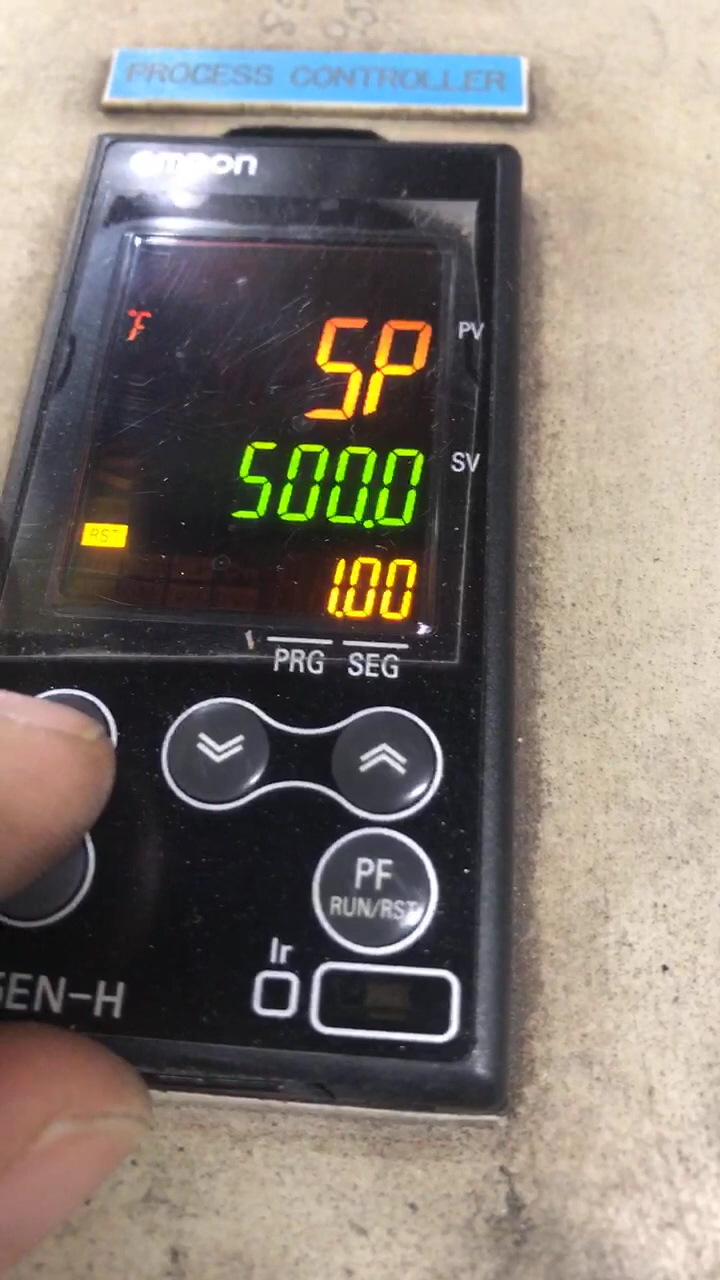 PROCESS CONTROLLER
omron
°F
SP
PV
500.0
SV
RST
1.00
PRG SEG
PF
RUN/RST
Ir
5EN-H